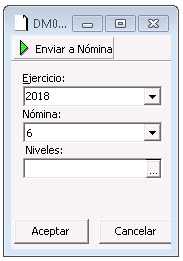 DM0...
Enviar a Nómina
Ejercicio:
2018
Nómina:
6
Niveles:
...
Aceptar
Cancelar